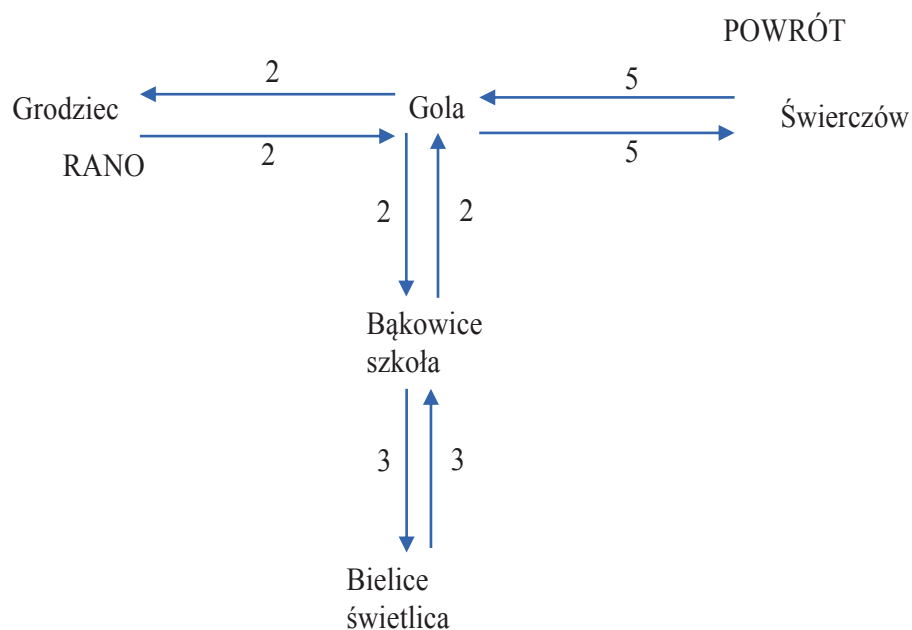 POWRÓT
2
5
Grodziec
Gola
Świerczów
RANO
2
5
2
2
Bąkowice
szkoła
3
3
Bielice
świetlica